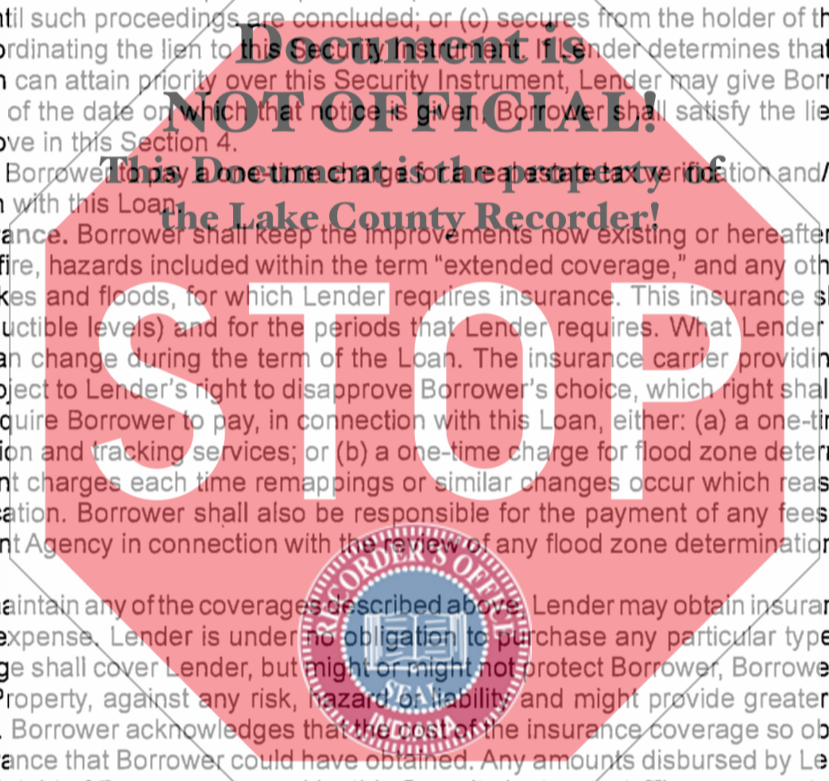 til such proceedings are concluded; or (c) secures from the holder of th
ordinating the lien to this Security Instrument. If Lender determines that
Document is
n can attain priority over this Security Instrument, Lender may give Borr
of the date on which that notice is given, Borrower shall satisfy the lie
NOT OFFICIAL!
ove in this Section 4.
Borrower to pay a one-time charge for a real estate tax verification and/
This Document is the property of
n with this Loan.
the Lake County Recorder!
ance. Borrower shall keep the improvements now existing or hereafter
fire, hazards included within the term “extended coverage,” and any oth
kes and floods, for which Lender requires insurance. This insurance s
uctible levels) and for the periods that Lender requires. What Lender
an change during the term of the Loan. The insurance carrier providin
bject to Lender’s right to disapprove Borrower’s choice, which right shal
quire Borrower to pay, in connection with this Loan, either: (a) a one-ti
ion and tracking services; or (b) a one-time charge for flood zone deter
nt charges each time remappings or similar changes occur which reas
STOP
cation. Borrower shall also be responsible for the payment of any fees
nt Agency in connection with the review of any flood zone determination
RECORDER'S OFFICE
aintain any of the coverages described above, Lender may obtain insurar
expense. Lender is under no obligation to purchase any particular type
ge shall cover Lender, but might or might not protect Borrower, Borrowe
SEAL
Property, against any risk, hazard or liability and might provide greater
INDIANA
. Borrower acknowledges that the cost of the insurance coverage so ob
ance that Borrower could have obtained. Any amounts disbursed by Le